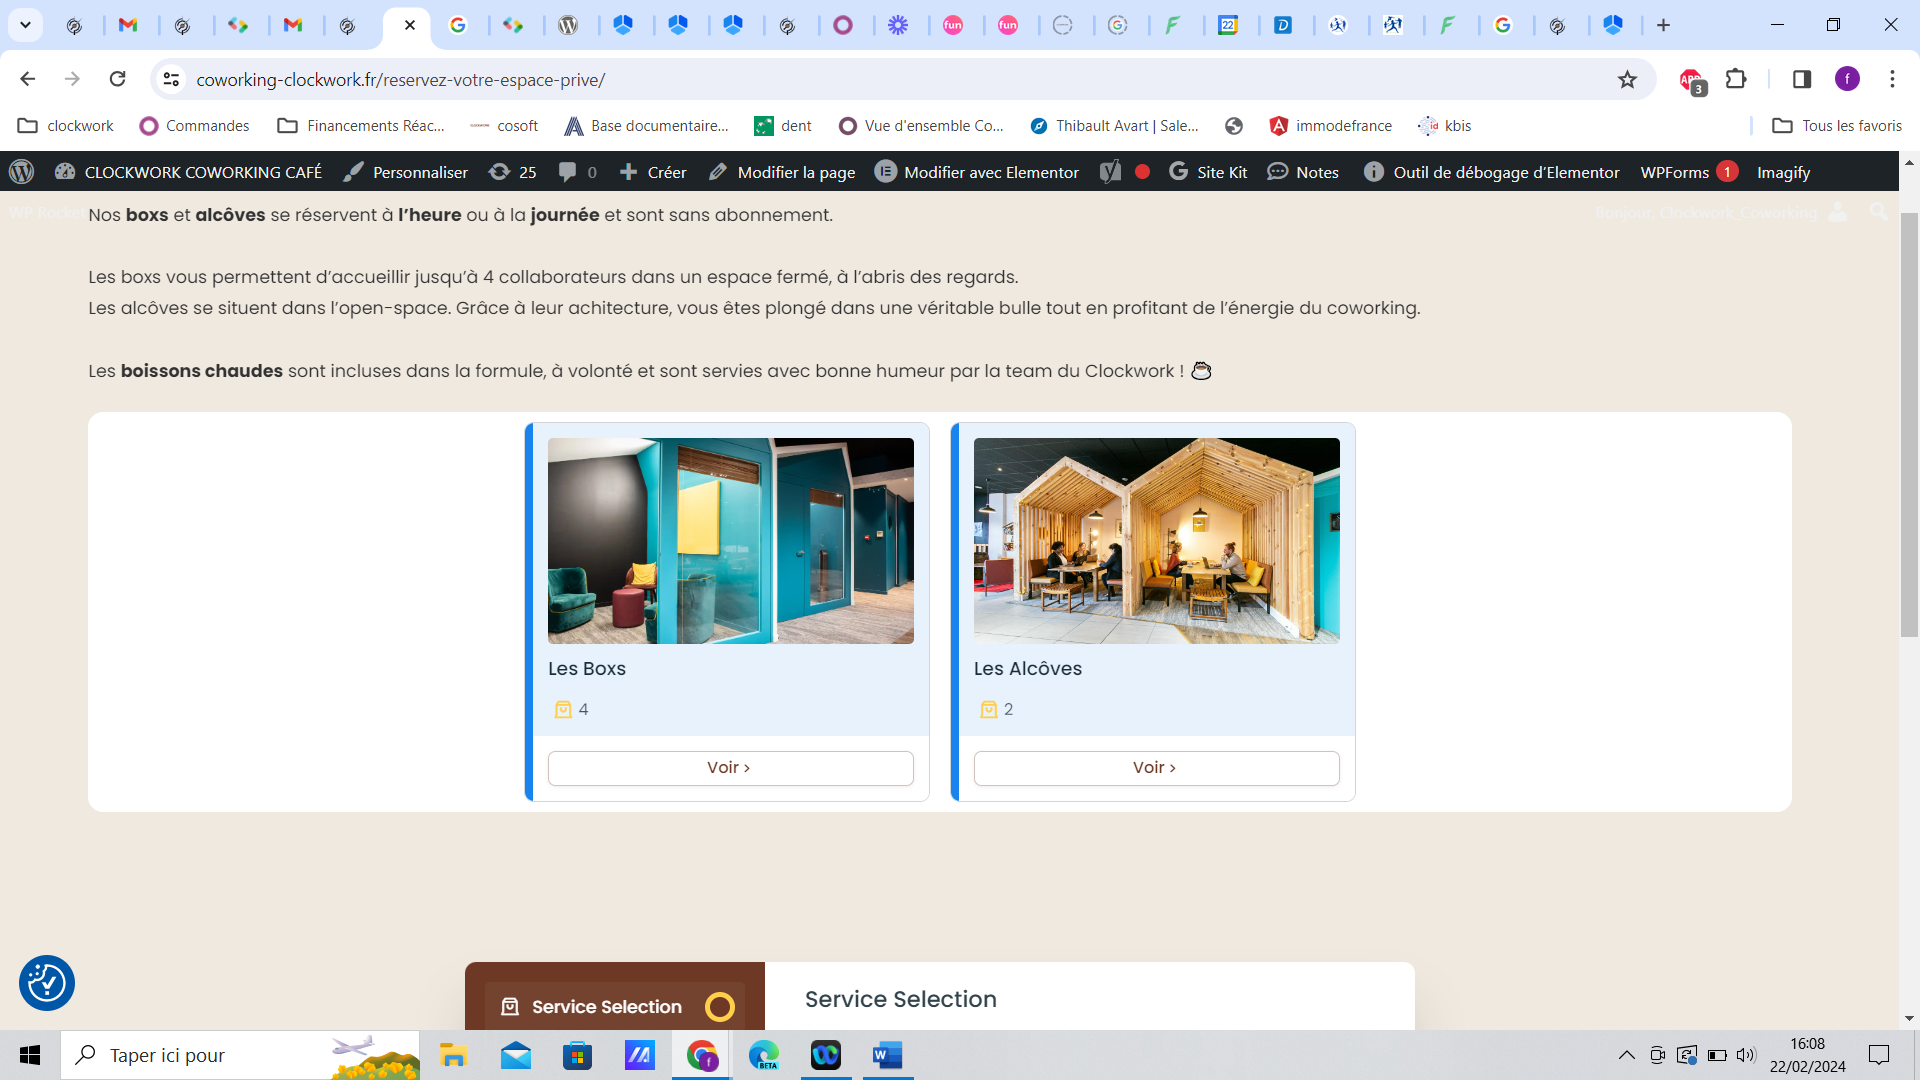 coworking-clockwork.fr/reservez-votre-espace-prive/
3
f
clockwork
Commandes
Financements Réac...
cosoft
Base documentaire...
dent
Vue d'ensemble Co...
Thibault Avart | Sale...
immodefrance
kbis
Tous les favoris
CLOCKWORK COWORKING CAFÉ
Personnaliser
25
0
Créer
Modifier la page
Modifier avec Elementor
Site Kit
Notes
Outil de débogage d'Elementor
WPForms 1
Imagify
WP Rocket
Bonjour, Clockwork_Coworking
Nos boxs et alcôves se réservent à l'heure ou à la journée et sont sans abonnement.
Les boxs vous permettent d'accueillir jusqu'à 4 collaborateurs dans un espace fermé, à l'abris des regards.
Les alcôves se situent dans l'open-space. Grâce à leur achitecture, vous êtes plongé dans une véritable bulle tout en profitant de l'énergie du coworking.
Les boissons chaudes sont incluses dans la formule, à volonté et sont servies avec bonne humeur par la team du Clockwork ! ☕
Les Boxs
4
Voir >
Les Alcôves
2
Voir >
Service Selection
Service Selection
Taper ici pour
16:08
22/02/2024